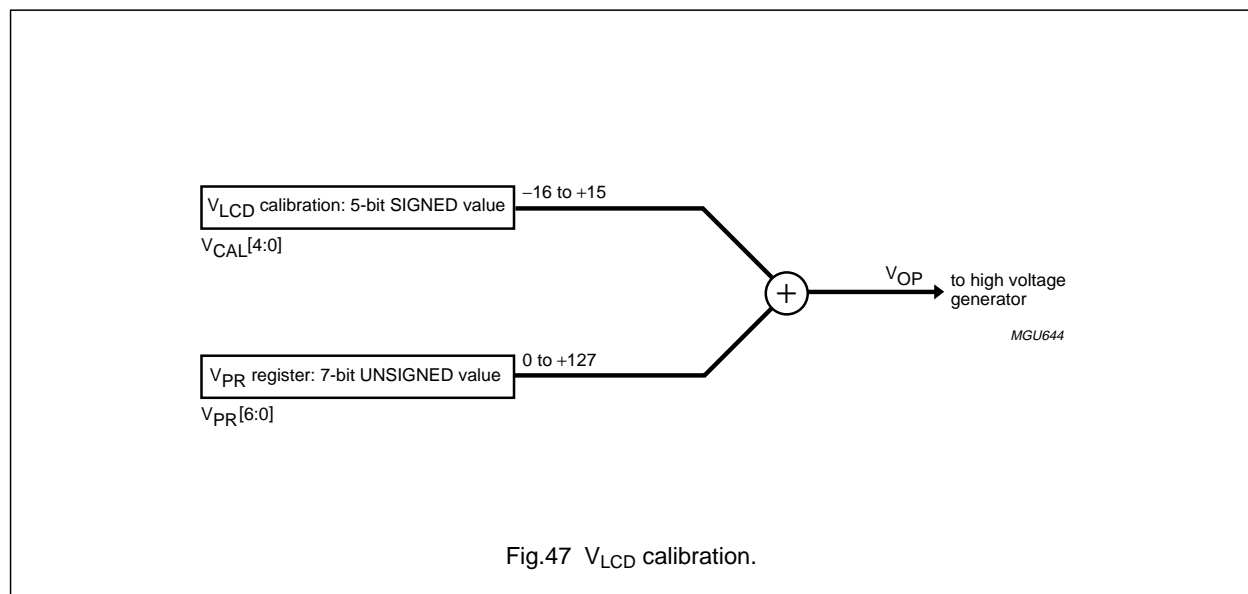 −16 to +15
VLCD calibration: 5-bit SIGNED value
VCAL[4:0]
+
VOP
to high voltage
generator
MGU644
0 to +127
VPR register: 7-bit UNSIGNED value
VPR[6:0]
Fig.47 VLCD calibration.